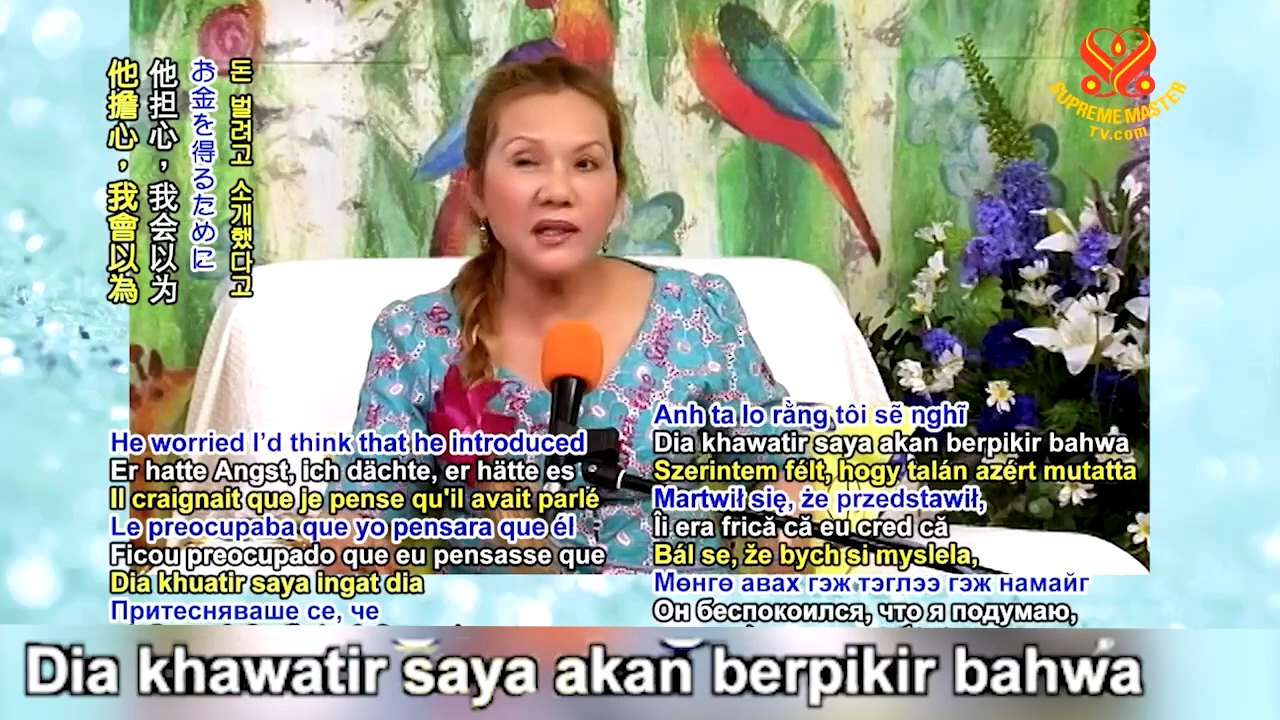 SUPREME MASTER
TV.com
돈 벌려고 소개했다고
お金を得るために
他担心，我会以为
他擔心，我會以為
He worried I'd think that he introduced
Er hatte Angst, ich dächte, er hätte es
Il craignait que je pense qu'il avait parlé
Le preocupaba que yo pensara que él
Ficou preocupado que eu pensasse que
Dia khuatir saya ingat dia
Притесняваше се, че
Anh ta lo rằng tôi sẽ nghĩ
Dia khawatir saya akan berpikir bahwa
Szerintem félt, hogy talán azért mutatta
Martwił się, że przedstawił,
Îi era frică că eu cred că
Bál se, že bych si myslela,
Мөнгө авах гэж тэглээ гэж намайг
Он беспокоился, что я подумаю,
Dia khawatir saya akan berpikir bahwa